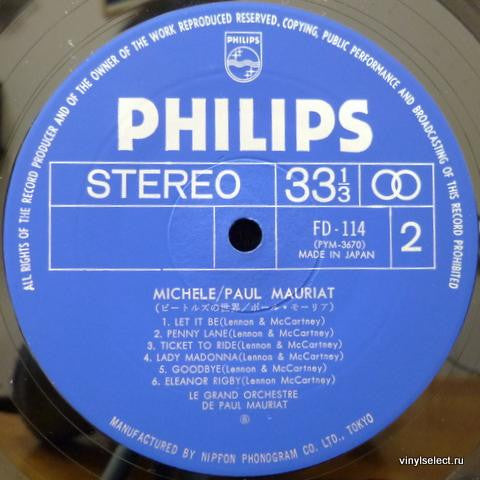 ALL RIGHTS OF THE RECORD PRODUCER AND OF THE OWNER OF THE WORK REPRODUCED RESERVED. COPYING, PUBLIC PERFORMANCE AND BROADCASTING OF THIS RECORD PROHIBITED
PHILIPS
PHILIPS
STEREO 33 1/3
FD-114
(PYM-3670)
MADE IN JAPAN
2
MICHELE/PAUL MAURIAT
(ビートルズの世界/ポール・モーリア)
1. LET IT BE(Lennon & McCartney)
2. PENNY LANE(Lennon & McCartney)
3. TICKET TO RIDE(Lennon & McCartney)
4. LADY MADONNA(Lennon & McCartney)
5. GOODBYE(Lennon & McCartney)
6. ELEANOR RIGBY(Lennon & McCartney)
LE GRAND ORCHESTRE
DE PAUL MAURIAT
MANUFACTURED BY NIPPON PHONOGRAM CO. LTD., TOKYO
vinylselect.ru